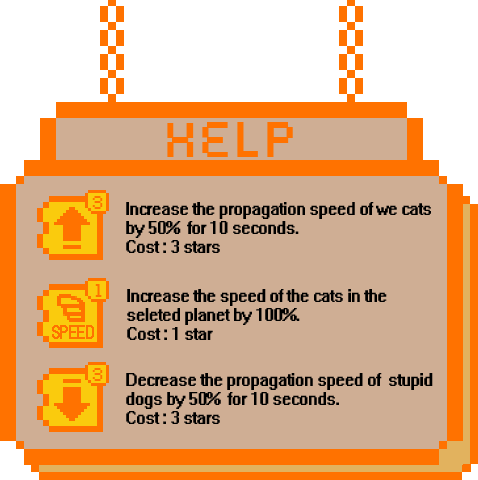 HELP
3
Increase the propagation speed of we cats
by 50% for 10 seconds.
Cost : 3 stars
1
SPEED
Increase the speed of the cats in the
seleted planet by 100%.
Cost : 1 star
3
Decrease the propagation speed of stupid
dogs by 50% for 10 seconds.
Cost : 3 stars